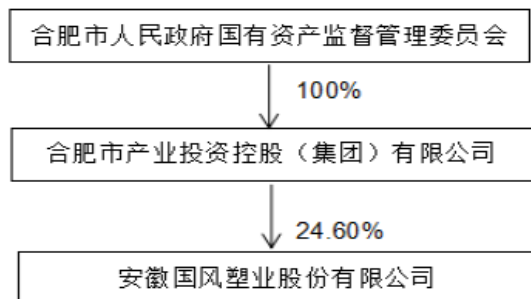 合肥市人民政府国有资产监督管理委员会
100%
合肥市产业投资控股（集团）有限公司
24.60%
安徽国风塑业股份有限公司